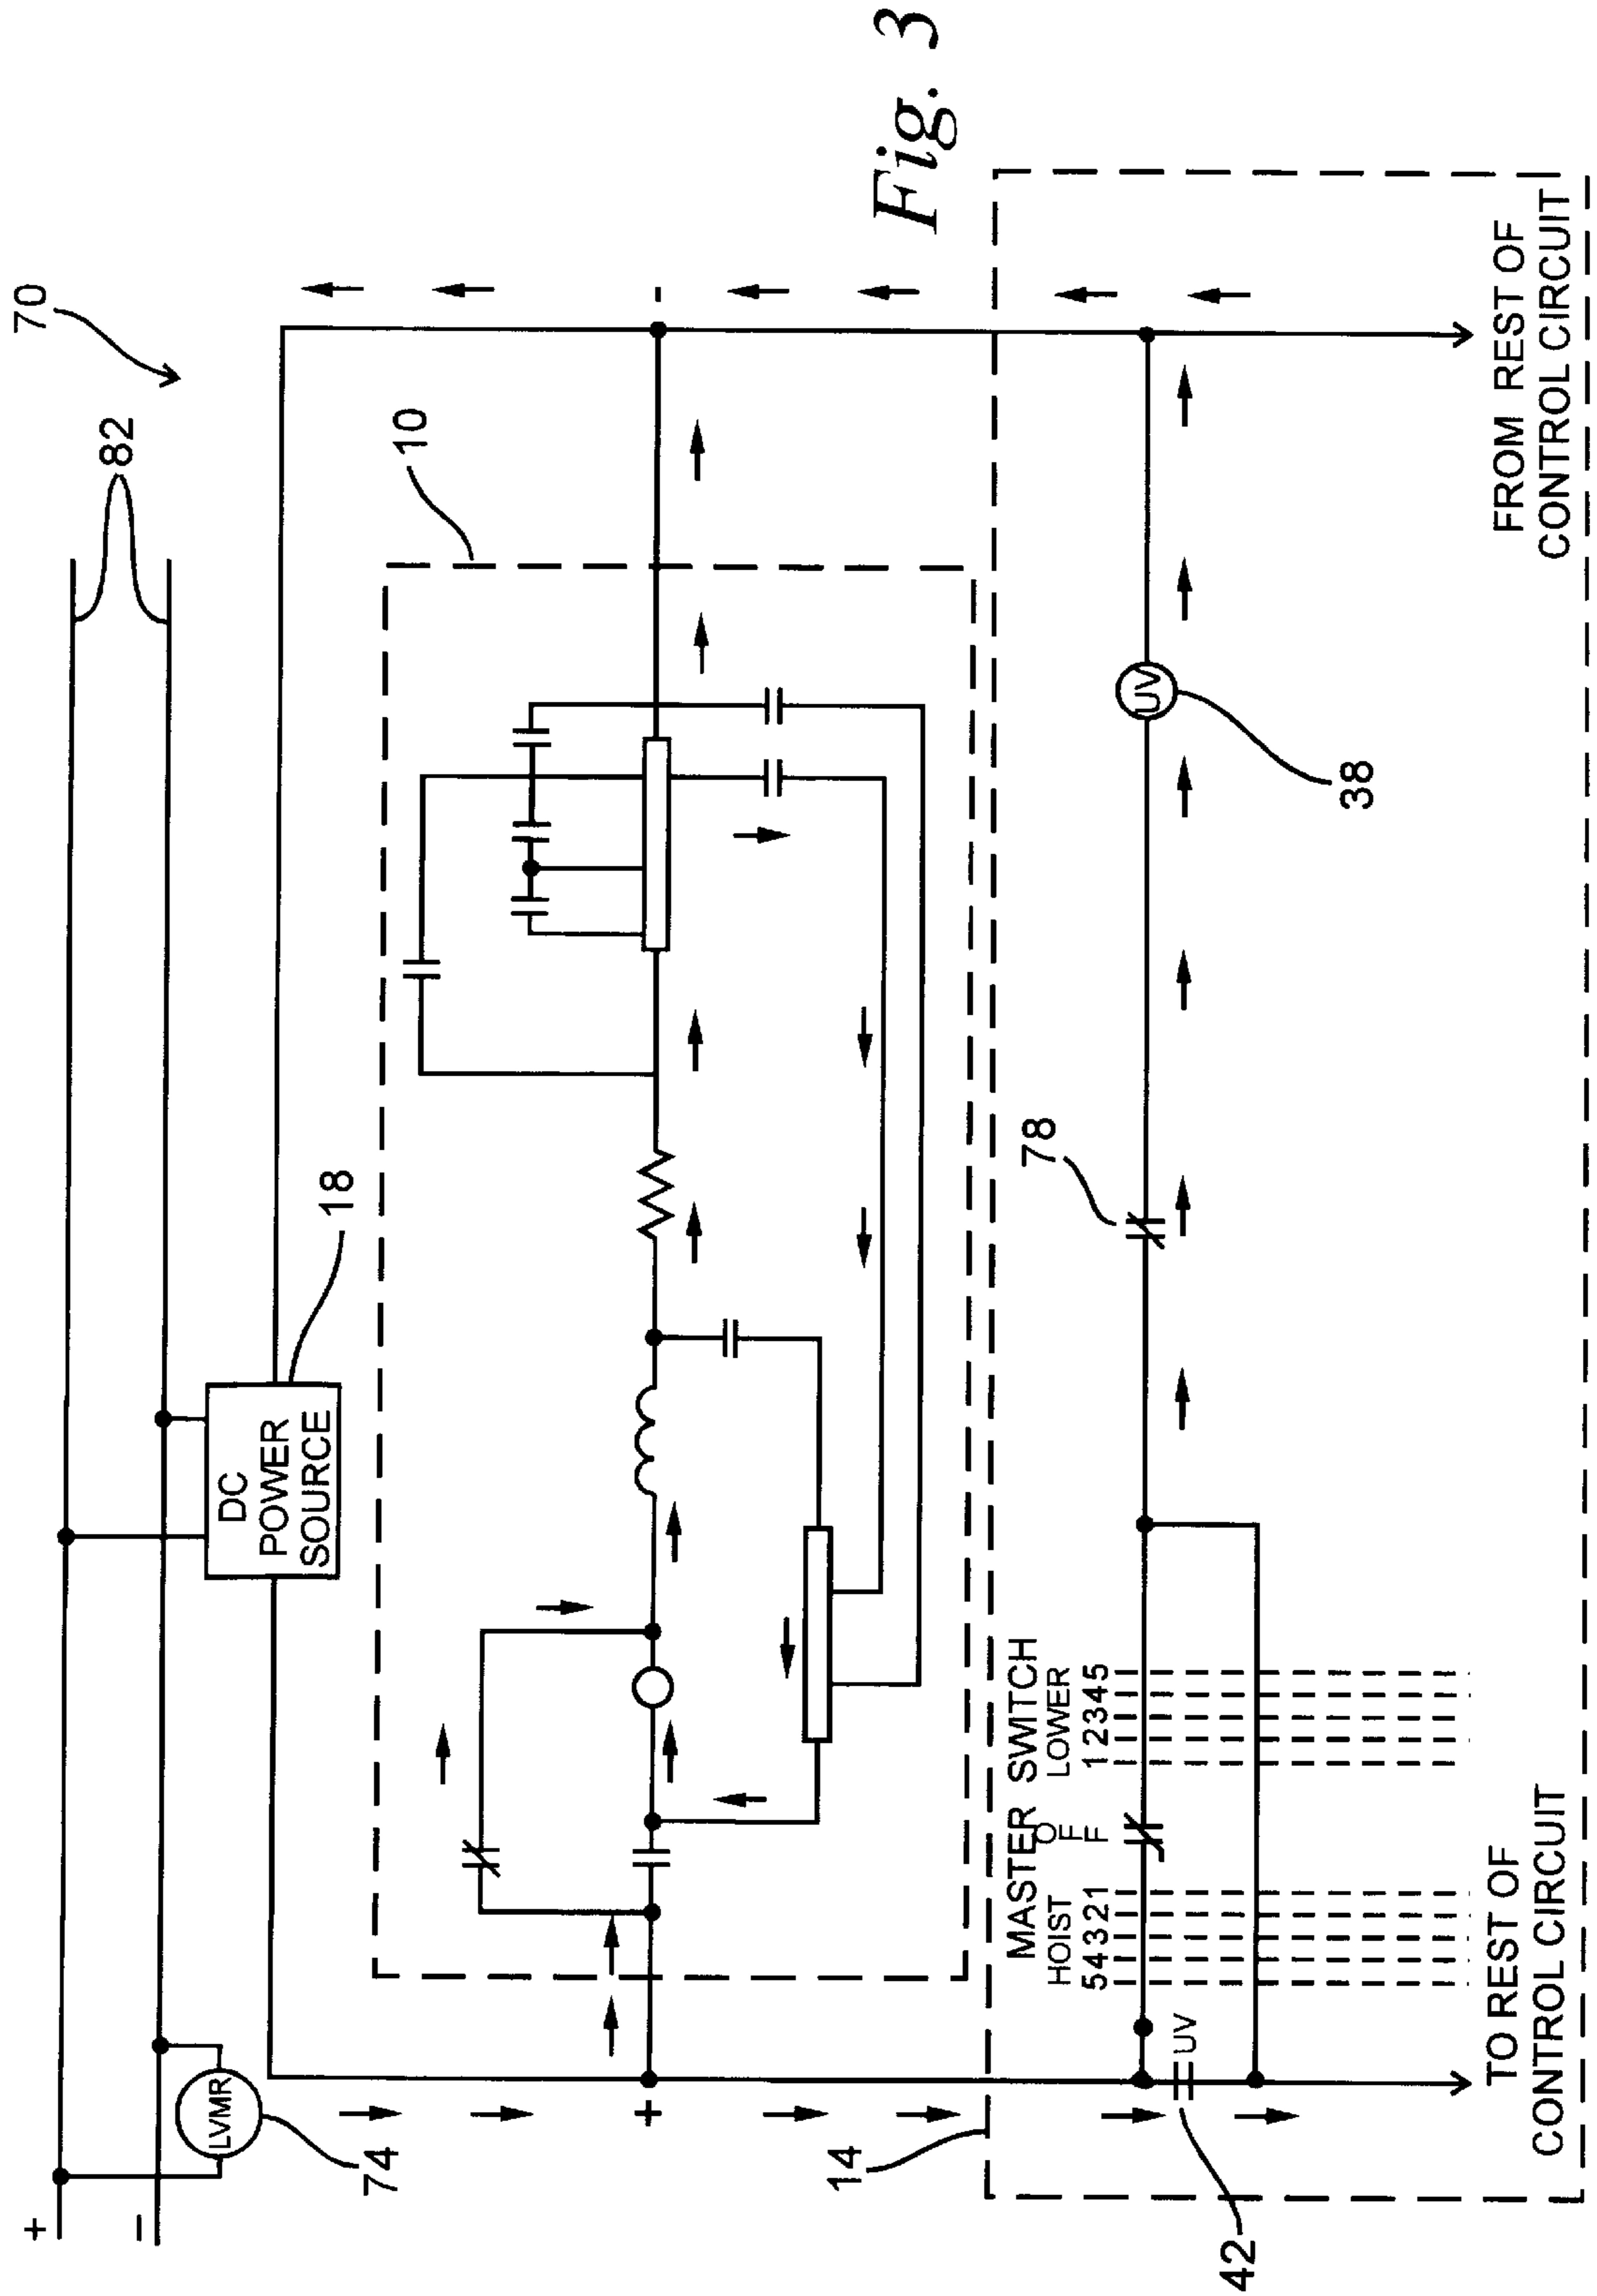 Fig. 3
70
82
+
−
DC
POWER
SOURCE
18
LVMR
74
10
+
-
14
MASTER SWITCH
HOIST
OFF
LOWER
54321
12345
UV
42
78
UV
38
TO REST OF
CONTROL CIRCUIT
FROM REST OF
CONTROL CIRCUIT